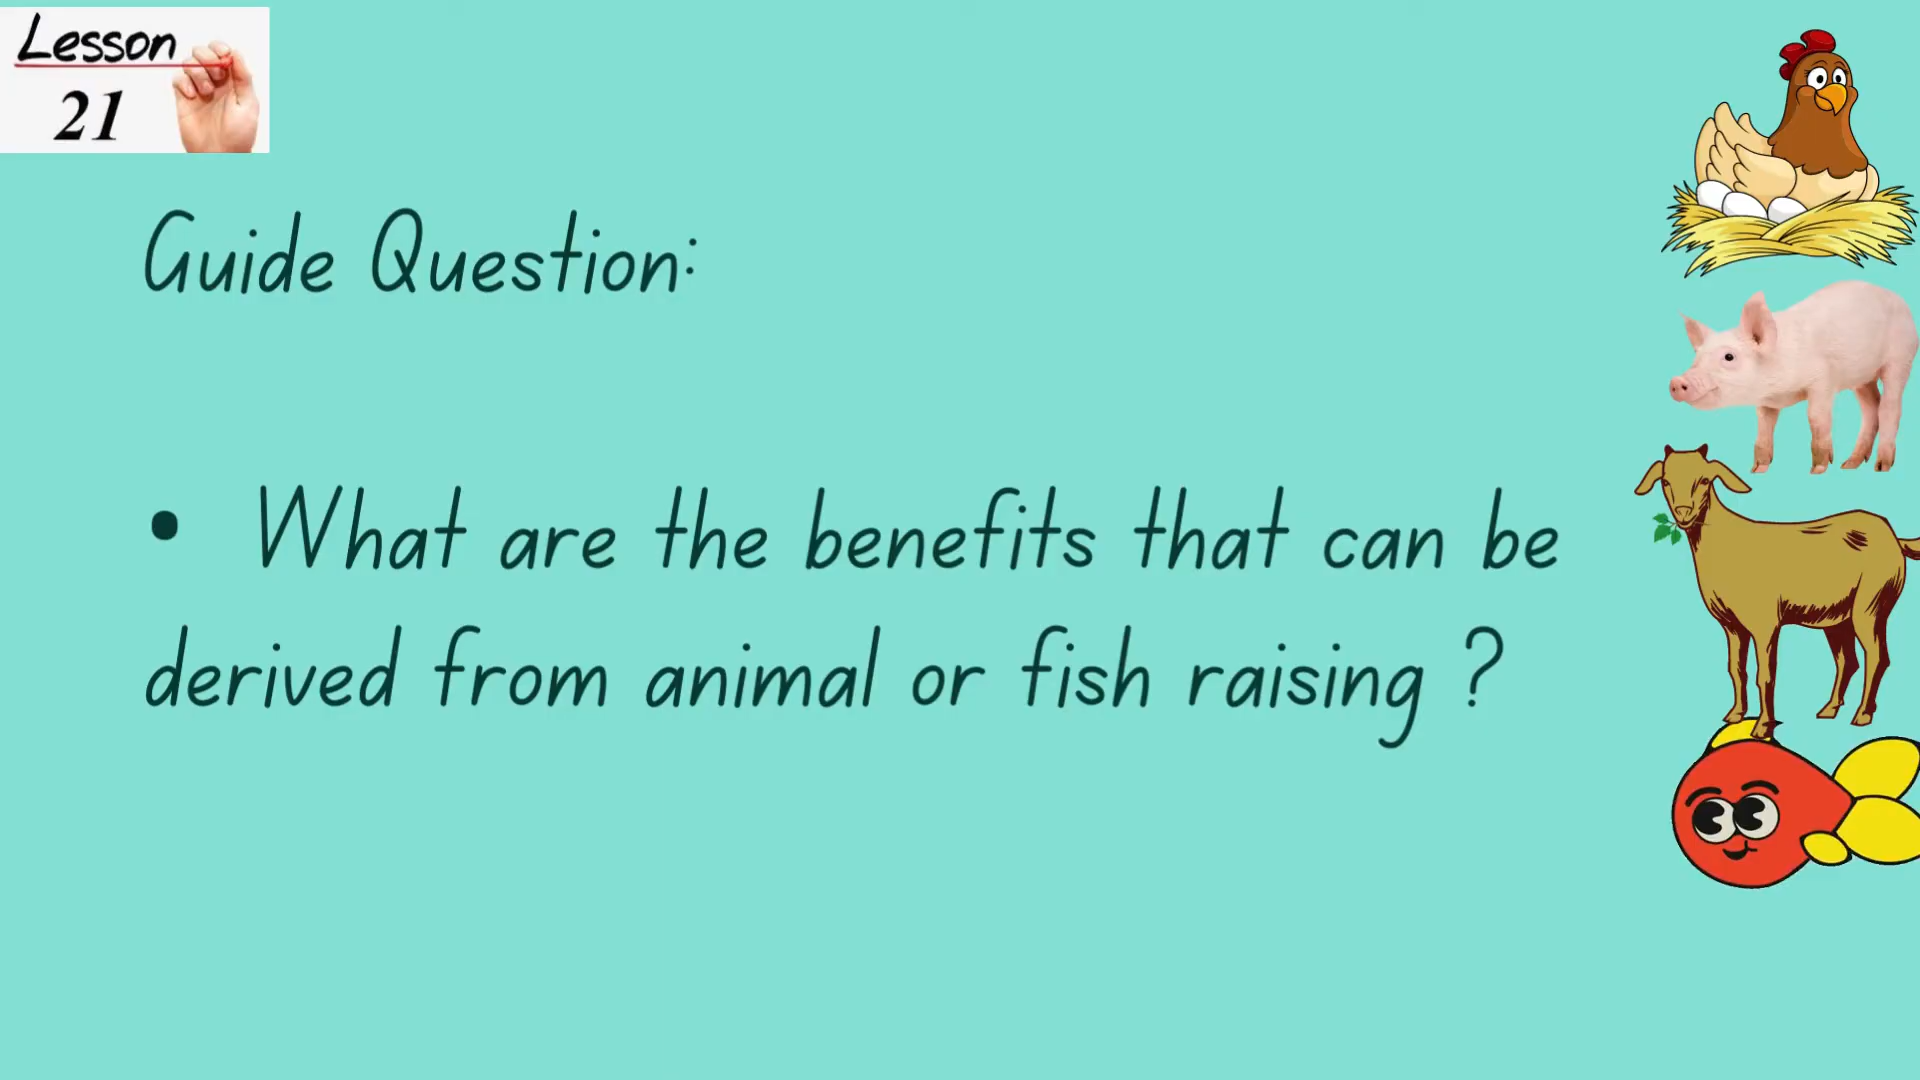 Lesson
21
Guide Question:
• What are the benefits that can be
derived from animal or fish raising ?